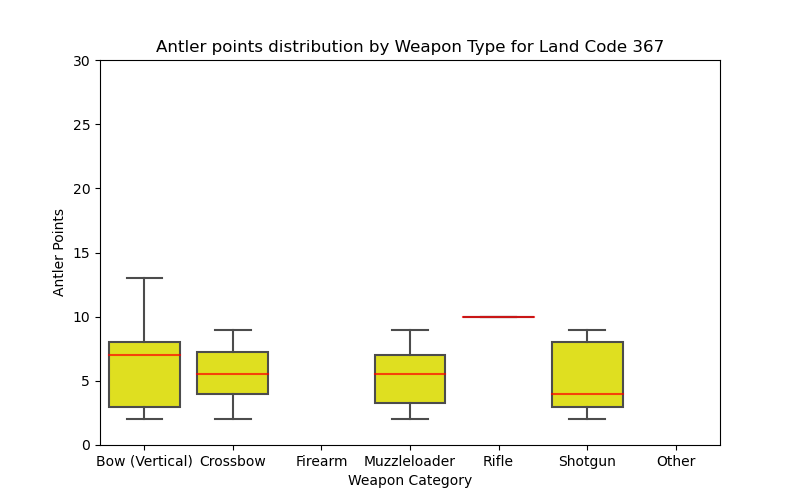 Antler points distribution by Weapon Type for Land Code 367
30
25
20
15
10
5
0
Antler Points
Bow (Vertical) Crossbow Firearm Muzzleloader Rifle Shotgun Other
Weapon Category